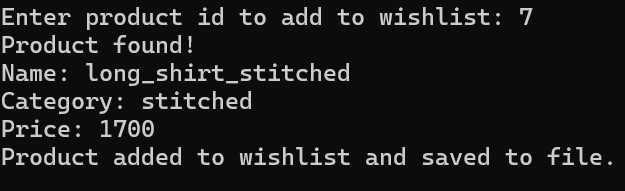 Enter product id to add to wishlist: 7
Product found!
Name: long_shirt_stitched
Category: stitched
Price: 1700
Product added to wishlist and saved to file.